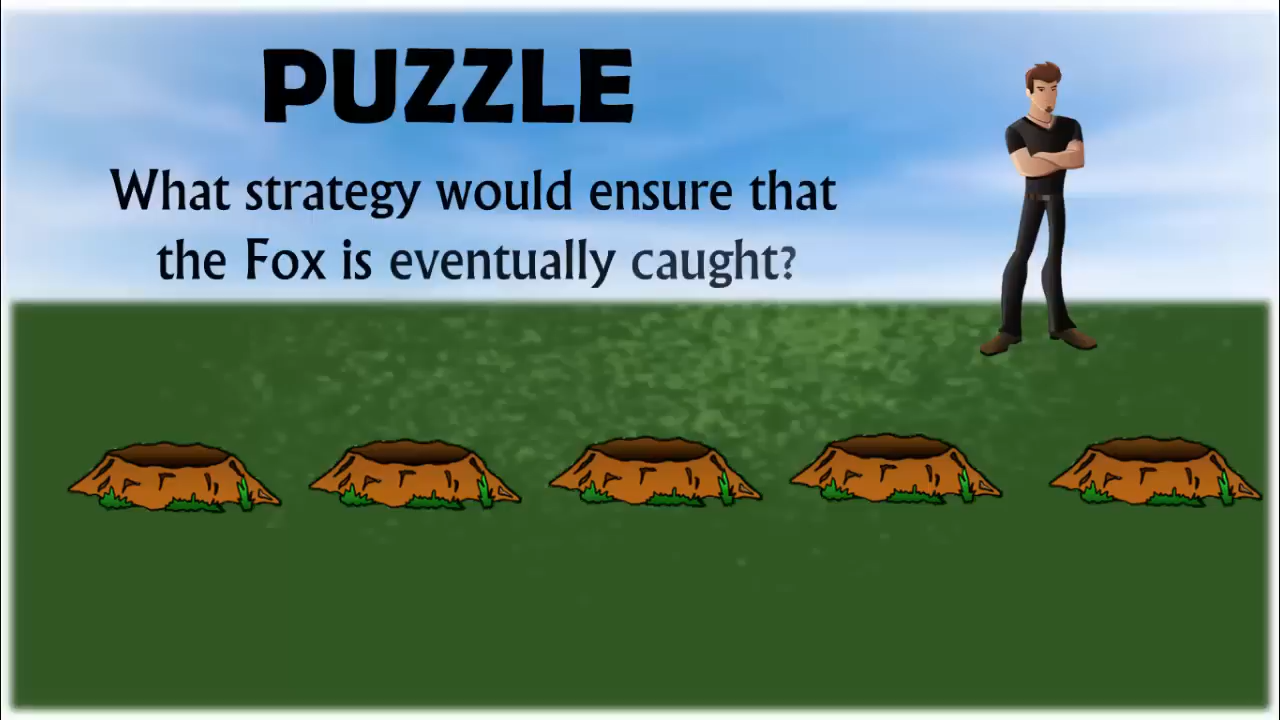 PUZZLE
What strategy would ensure that
the Fox is eventually caught?